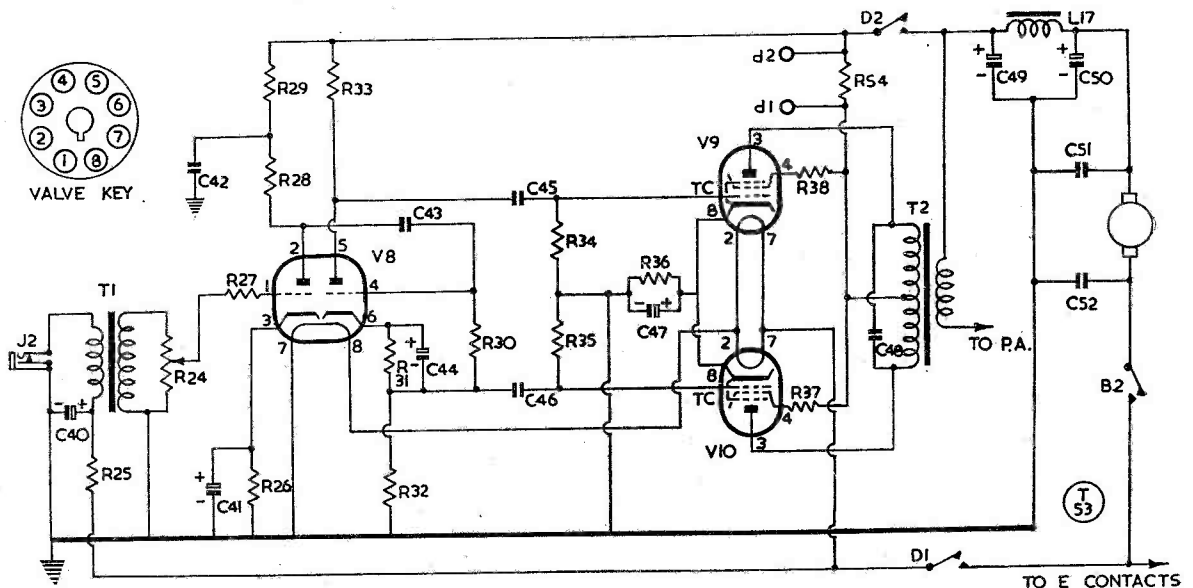 D2
L17
d2
C49
C50
R29
R33
R54
d1
4 5
3 6
2 7
1 8
VALVE KEY
V9
3
4
C51
C42
R28
C45
TC
R38
C43
8
T2
2 5
V8
R34
2 7
R27
1
4
R36
C47
C52
T1
3
6
7
8
J2
R24
R31
C44
R30
R35
2 7
C48
TO P.A.
8
C46
TC
R37
4
B2
C40
V10
3
R25
C41
R26
R32
T
53
D1
TO E CONTACTS